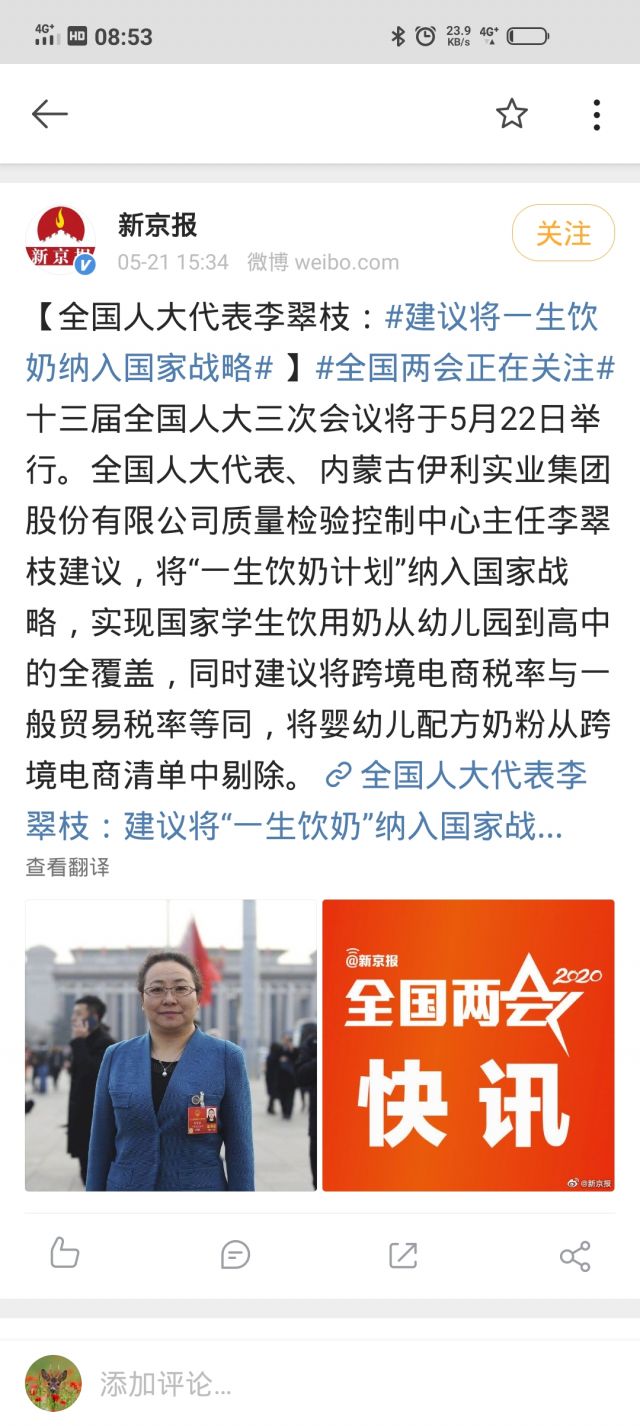 4G+ HD 08:53 23.9 KB/s 4G+
新京报
新京报
关注
05-21 15:34 微博 weibo.com
【全国人大代表李翠枝：#建议将一生饮
奶纳入国家战略# 】#全国两会正在关注#
十三届全国人大三次会议将于5月22日举
行。全国人大代表、内蒙古伊利实业集团
股份有限公司质量检验控制中心主任李翠
枝建议，将“一生饮奶计划”纳入国家战
略，实现国家学生饮用奶从幼儿园到高中
的全覆盖，同时建议将跨境电商税率与一
般贸易税率等同，将婴幼儿配方奶粉从跨
境电商清单中剔除。 全国人大代表李
翠枝：建议将“一生饮奶”纳入国家战...
查看翻译
@新京报
全国两会 2020
快讯
@新京报
添加评论...